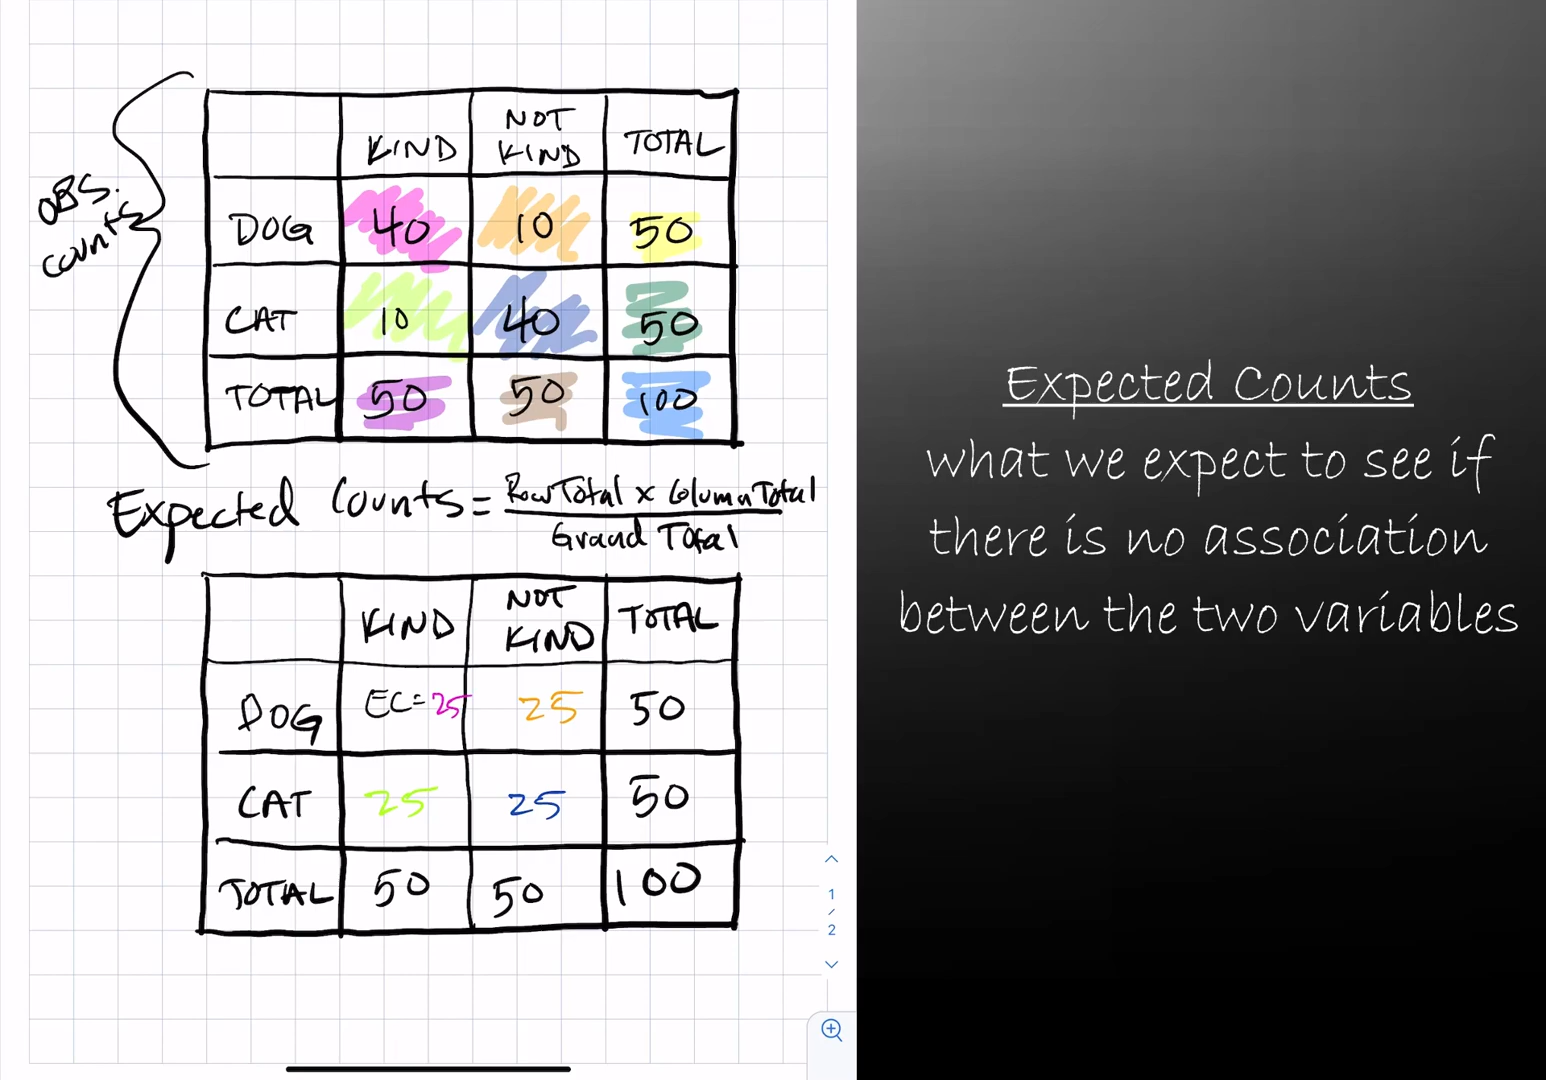 OBS.
counts
KIND
NOT
KIND
TOTAL
DOG 40 10 50
CAT 10 40 50
TOTAL 50 50 100
Expected Counts = Row Total x Column Total
Grand Total
KIND
NOT
KIND
TOTAL
DOG EC=25 25 50
CAT 25 25 50
TOTAL 50 50 100
1
/
2
Expected Counts
what we expect to see if
there is no association
between the two variables